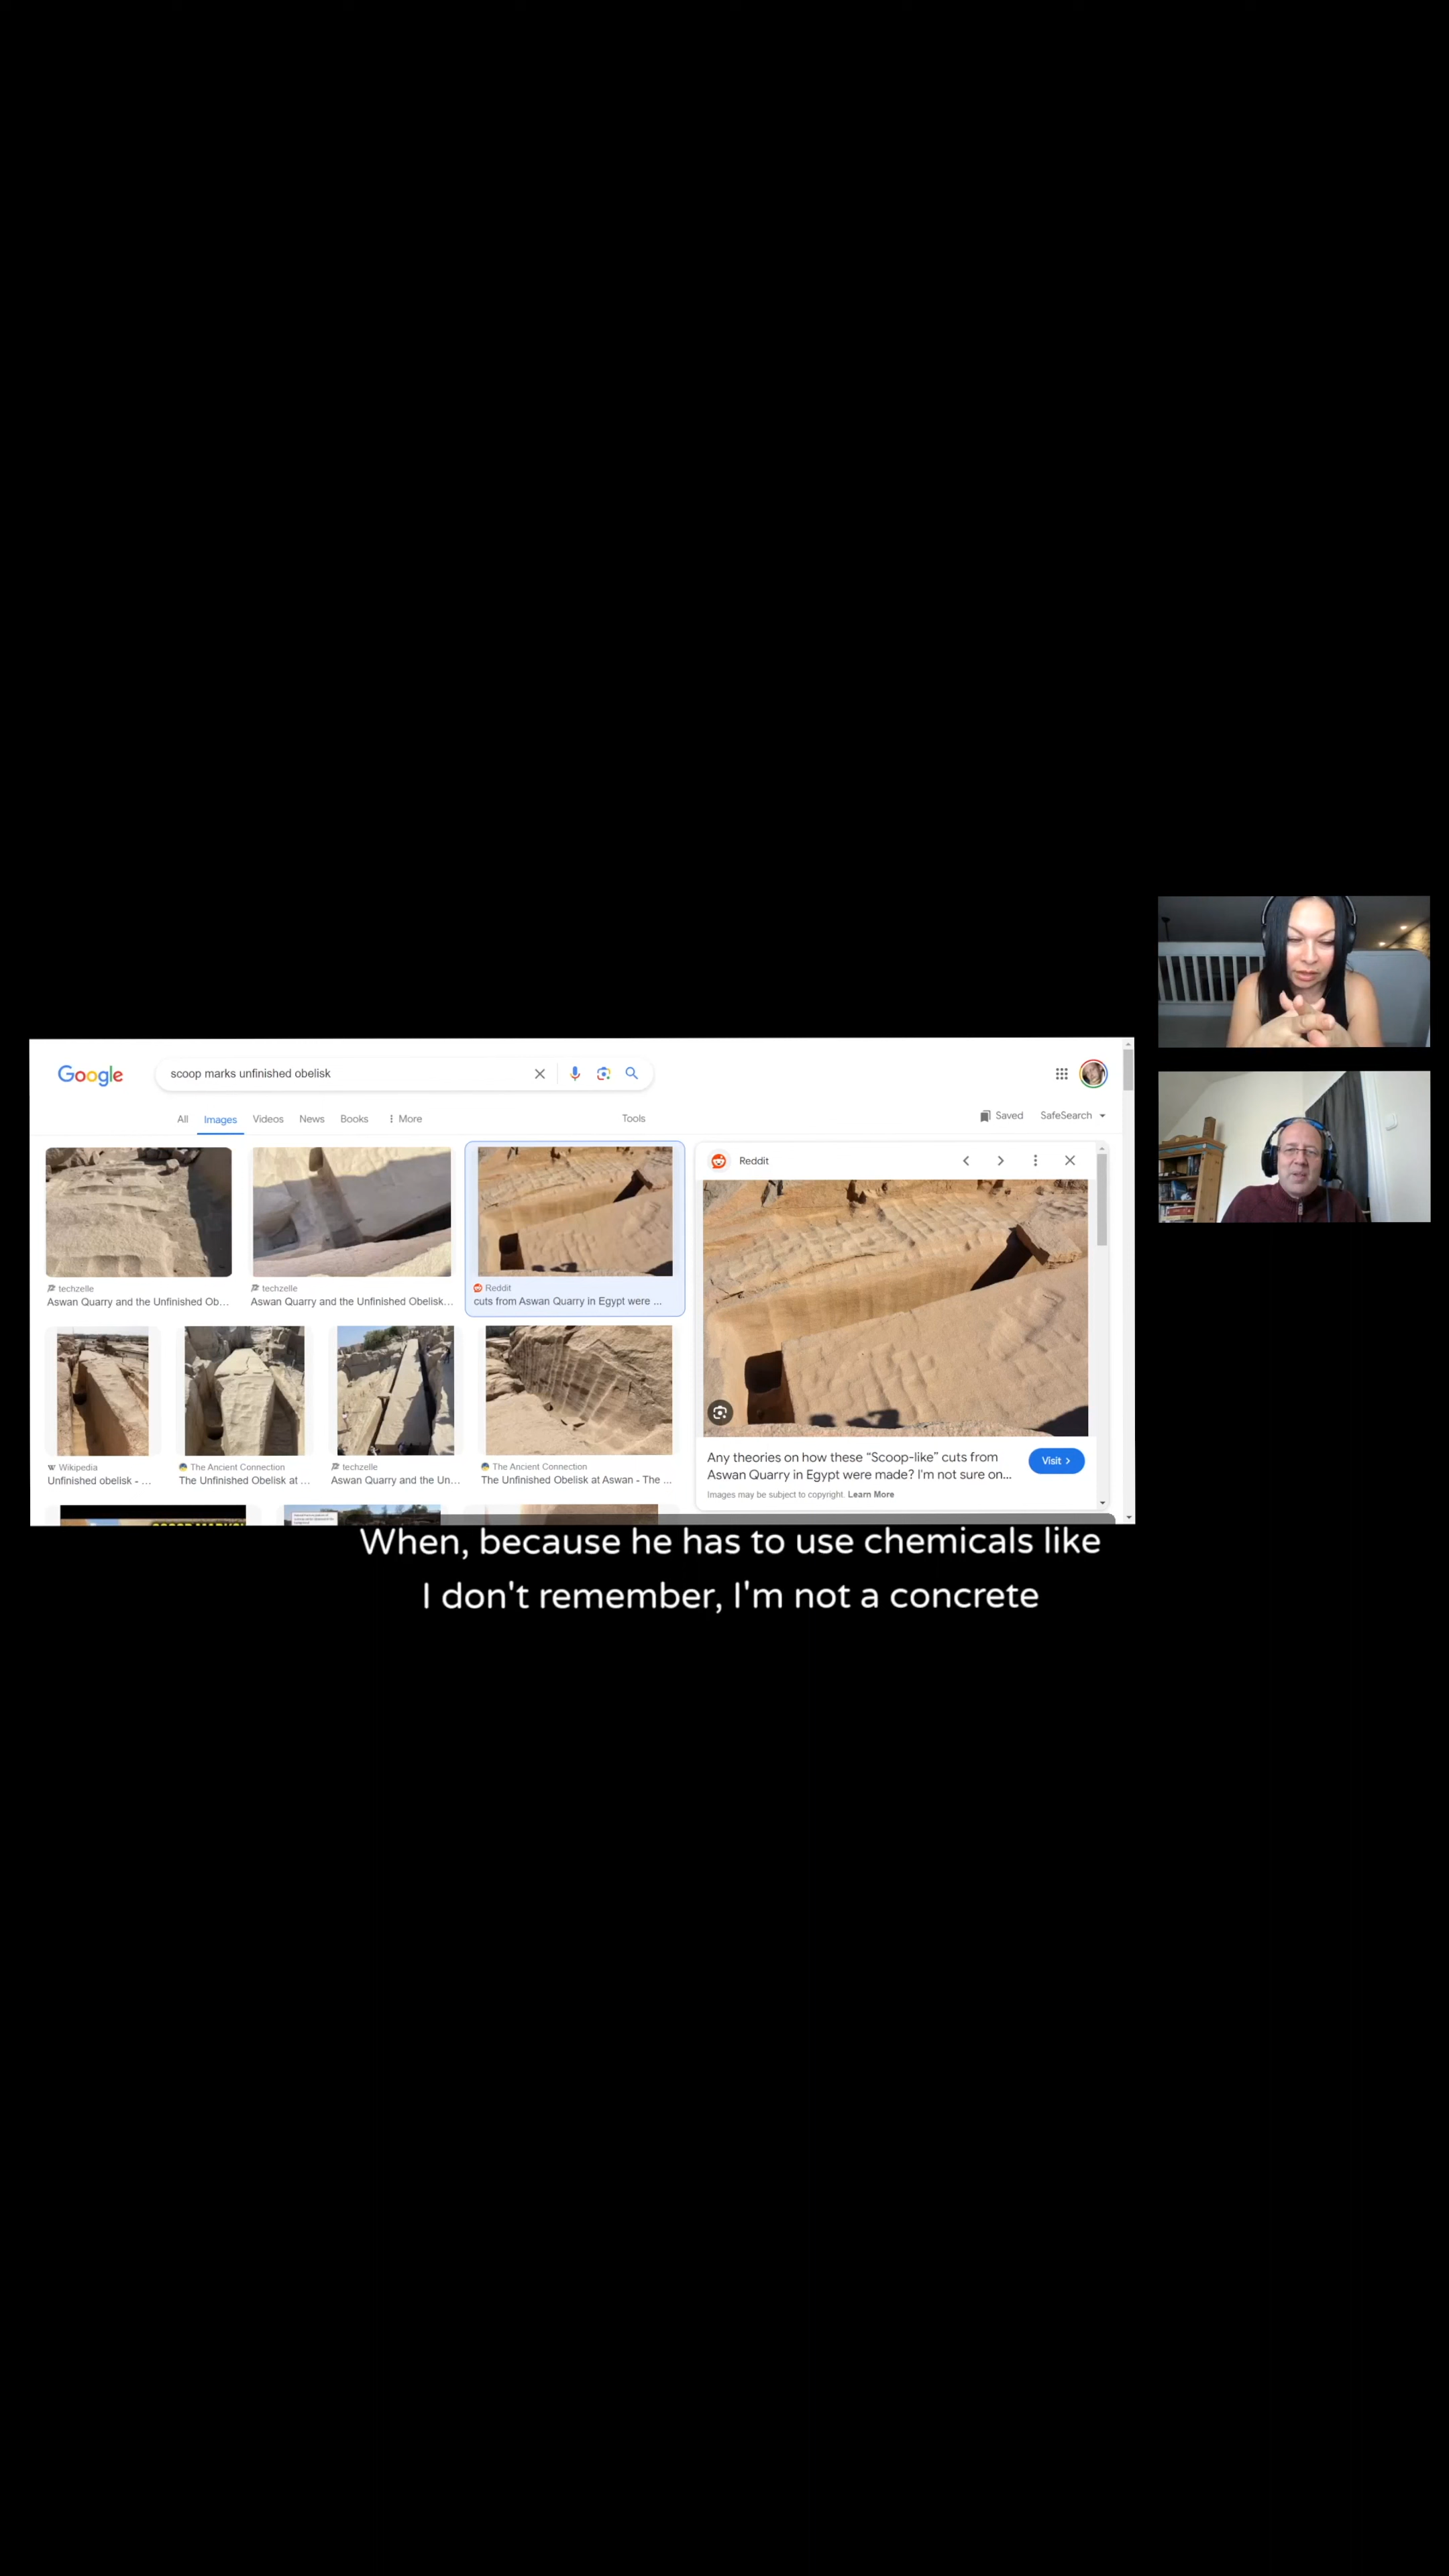 Google
scoop marks unfinished obelisk
All
Images
Videos
News
Books
More
Tools
Saved
SafeSearch
techzelle
Aswan Quarry and the Unfinished Ob...
techzelle
Aswan Quarry and the Unfinished Obelisk...
Reddit
cuts from Aswan Quarry in Egypt were ...
Wikipedia
Unfinished obelisk - ...
The Ancient Connection
The Unfinished Obelisk at ...
techzelle
Aswan Quarry and the Un...
The Ancient Connection
The Unfinished Obelisk at Aswan - The ...
Reddit
Any theories on how these “Scoop-like” cuts from
Aswan Quarry in Egypt were made? I'm not sure on...
Visit >
Images may be subject to copyright. Learn More
When, because he has to use chemicals like
I don't remember, I'm not a concrete